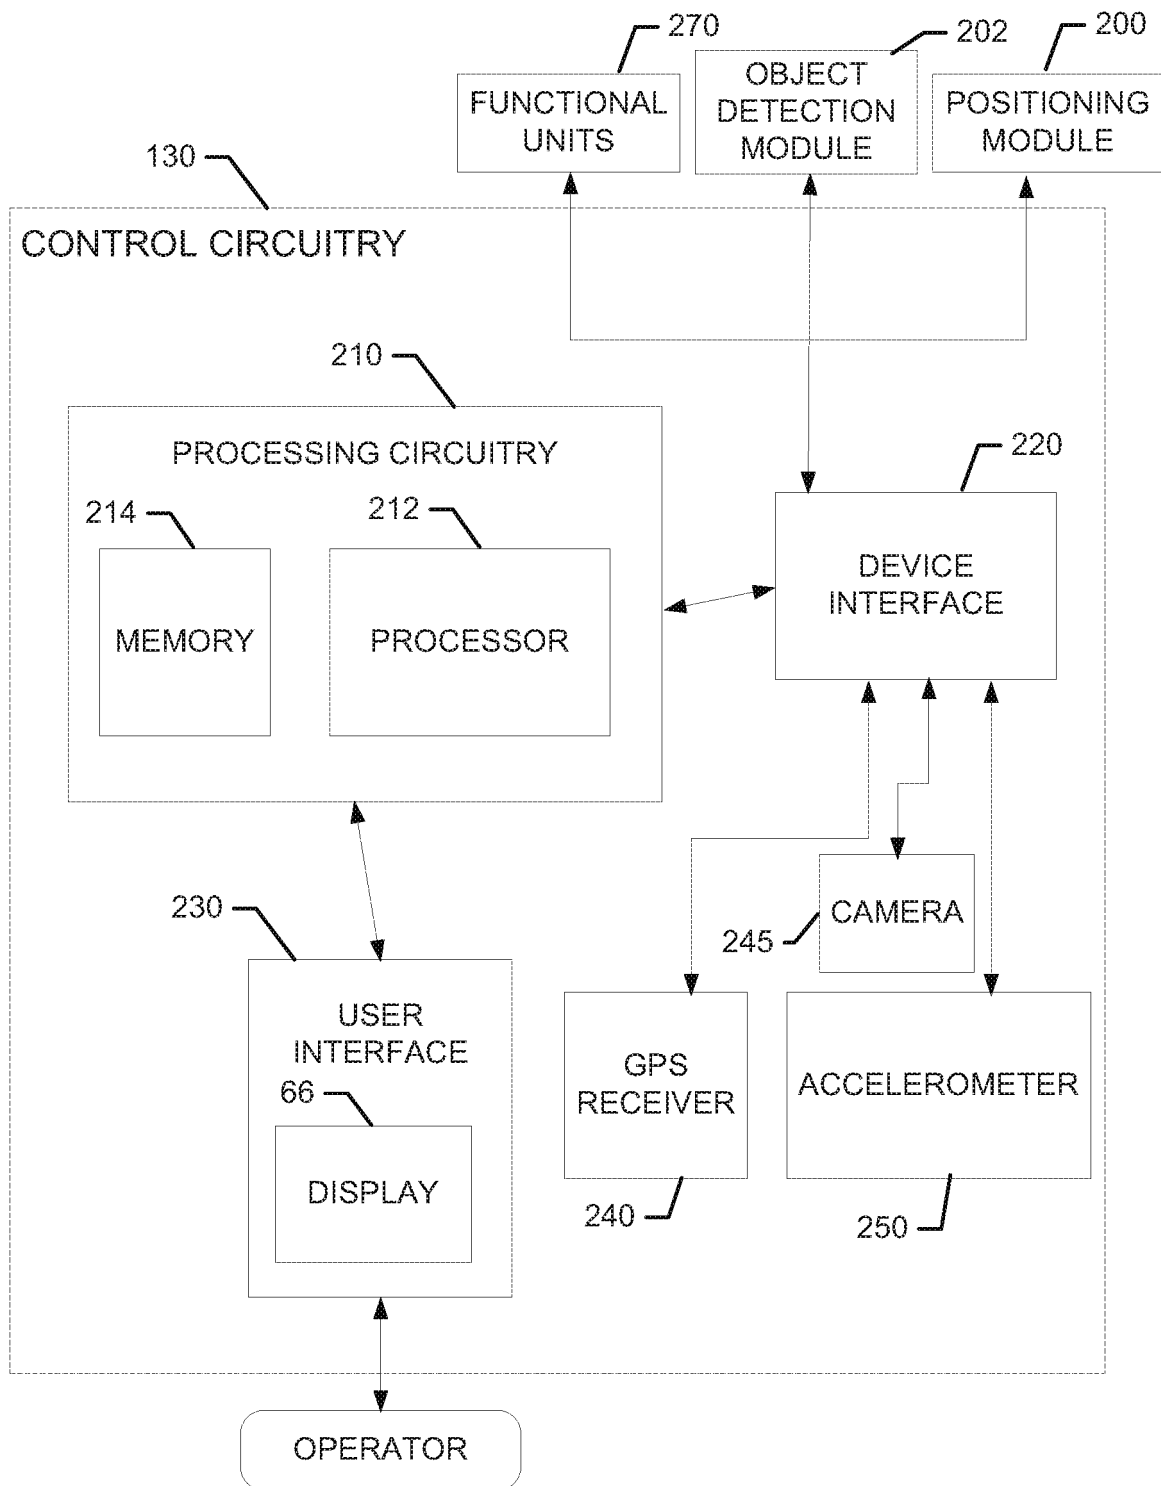 270
202
200
FUNCTIONAL
UNITS
OBJECT
DETECTION
MODULE
POSITIONING
MODULE
130
CONTROL CIRCUITRY
210
PROCESSING CIRCUITRY
220
214
212
DEVICE
INTERFACE
MEMORY
PROCESSOR
230
CAMERA
245
USER
INTERFACE
GPS
RECEIVER
ACCELEROMETER
66
DISPLAY
240
250
OPERATOR